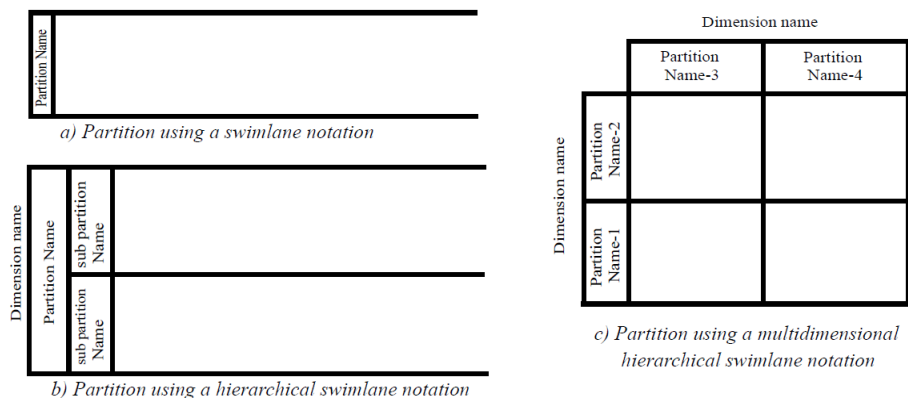 Partition Name
a) Partition using a swimlane notation
Dimension name
Partition Name
sub partition
Name
sub partition
Name
b) Partition using a hierarchical swimlane notation
Dimension name
Partition
Name-3
Partition
Name-4
Dimension name
Partition
Name-2
Partition
Name-1
c) Partition using a multidimensional
hierarchical swimlane notation